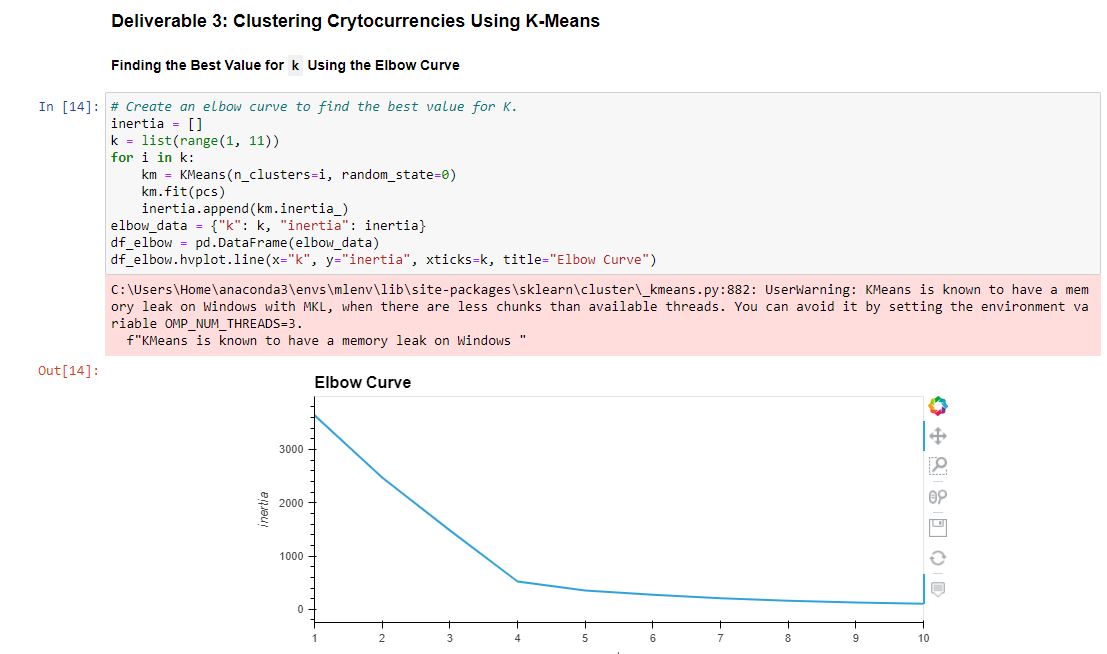 Deliverable 3: Clustering Crytocurrencies Using K-Means
Finding the Best Value for k Using the Elbow Curve
In [14]:
# Create an elbow curve to find the best value for K.
inertia = []
k = list(range(1, 11))
for i in k:
    km = KMeans(n_clusters=i, random_state=0)
    km.fit(pcs)
    inertia.append(km.inertia_)
elbow_data = {"k": k, "inertia": inertia}
df_elbow = pd.DataFrame(elbow_data)
df_elbow.hvplot.line(x="k", y="inertia", xticks=k, title="Elbow Curve")
C:\Users\Home\anaconda3\envs\mlenv\lib\site-packages\sklearn\cluster\_kmeans.py:882: UserWarning: KMeans is known to have a mem
ory leak on Windows with MKL, when there are less chunks than available threads. You can avoid it by setting the environment va
riable OMP_NUM_THREADS=3.
  f"KMeans is known to have a memory leak on Windows "
Out[14]:
Elbow Curve
inertia
3000
2000
1000
0
1 2 3 4 5 6 7 8 9 10